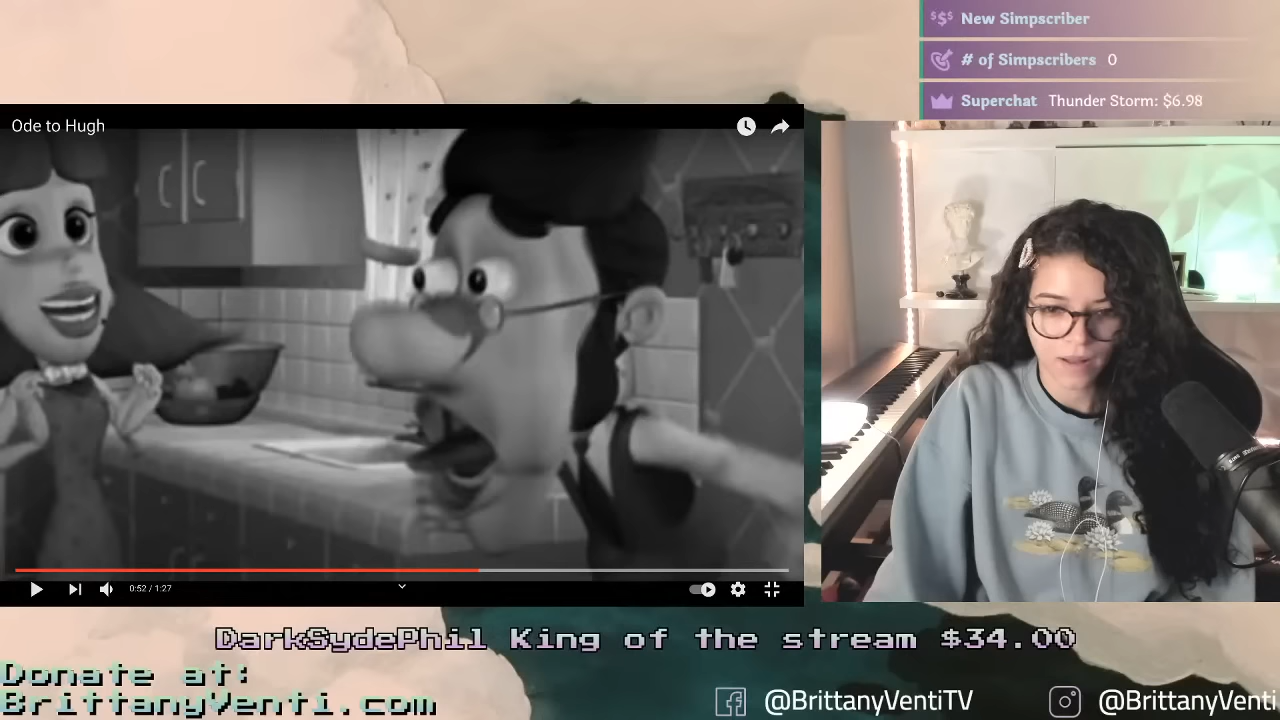 New Simpscriber
# of Simpscribers 0
Superchat Thunder Storm: $6.98
Ode to Hugh
0:52 / 1:27
DarkSydePhil King of the stream $34.00
Donate at:
BrittanyVenti.com
@BrittanyVentiTV
@BrittanyVenti